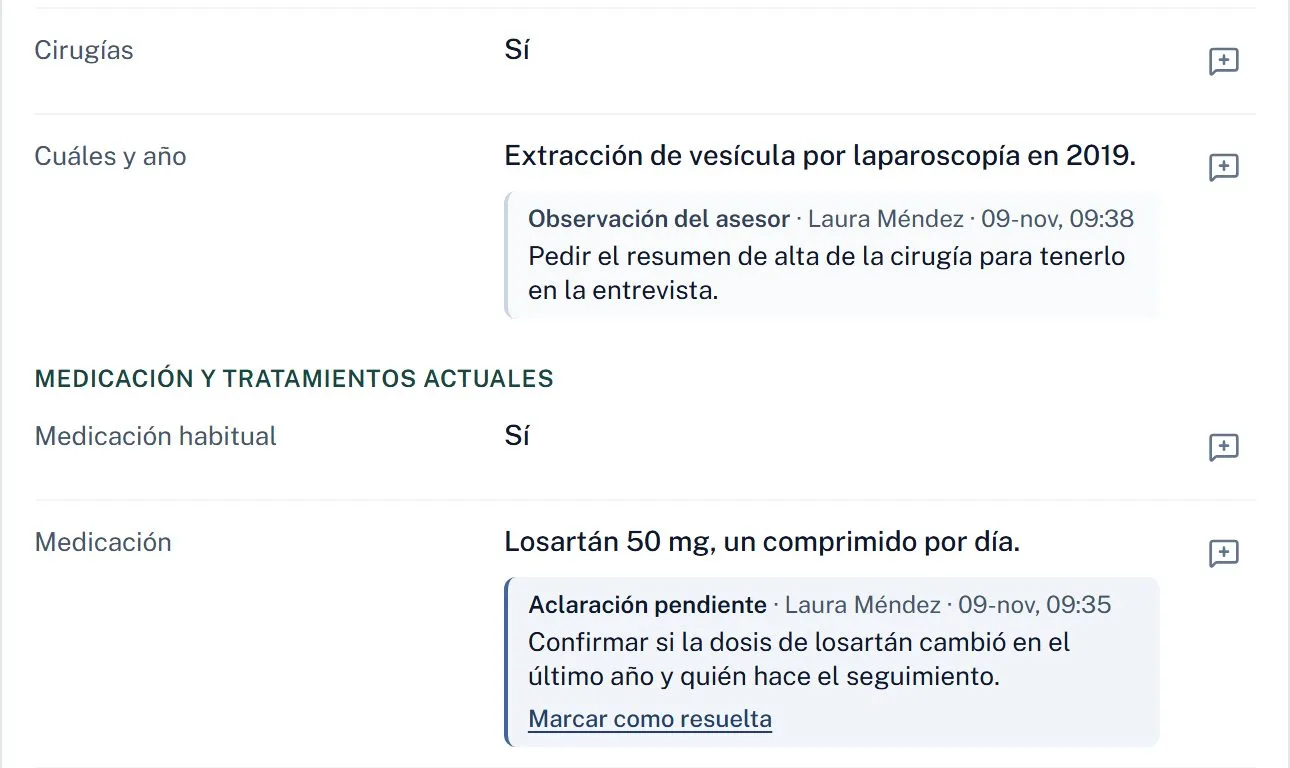 Cirugías
Sí
Cuáles y año
Extracción de vesícula por laparoscopía en 2019.
Observación del asesor · Laura Méndez · 09-nov, 09:38
Pedir el resumen de alta de la cirugía para tenerlo
en la entrevista.
MEDICACIÓN Y TRATAMIENTOS ACTUALES
Medicación habitual
Sí
Medicación
Losartán 50 mg, un comprimido por día.
Aclaración pendiente · Laura Méndez · 09-nov, 09:35
Confirmar si la dosis de losartán cambió en el
último año y quién hace el seguimiento.
Marcar como resuelta